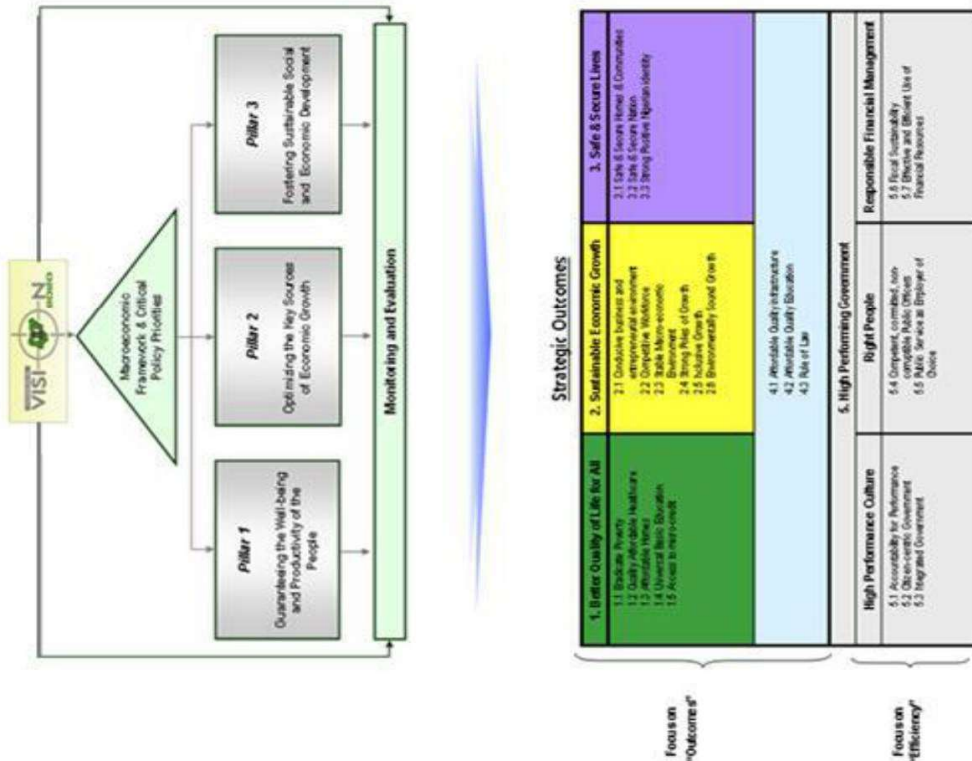 VISI N
2020
Macroeconomic
Framework & Critical
Policy Priorities
Pillar 1
Guaranteeing the Well-being
and Productivity of the
People
Pillar 2
Optimizing the Key Sources
of Economic Growth
Pillar 3
Fostering Sustainable Social
and Economic Development
Monitoring and Evaluation
Strategic Outcomes
Focus on
"Outcomes"
1. Better Quality of Life for All
1.1 Eradicate Poverty
1.2 Quality Affordable Healthcare
1.3 Affordable Homes
1.4 Universal Basic Education
1.5 Access to micro-credit
2. Sustainable Economic Growth
2.1 Conducive business and
entrepreneurial environment
2.2 Competitive Workforce
2.3 Stable Macro-economic
Environment
2.4 Strong Poles of Growth
2.5 Inclusive Growth
2.6 Environmentally Sound Growth
3. Safe & Secure Lives
3.1 Safe & Secure Homes & Communities
3.2 Safe & Secure Nation
3.3 Strong Positive Nigerian identity
4.1 Affordable Quality Infrastructure
4.2 Affordable Quality Education
4.3 Rule of Law
Focus on
"Efficiency"
5. High Performing Government
High Performance Culture
5.1 Accountability for Performance
5.2 Citizen-centric Government
5.3 Integrated Government
Right People
5.4 Competent, committed, non-
corruptible Public Officers
5.5 Public Service as Employer of
Choice
Responsible Financial Management
5.6 Fiscal Sustainability
5.7 Effective and Efficient Use of
Financial Resources